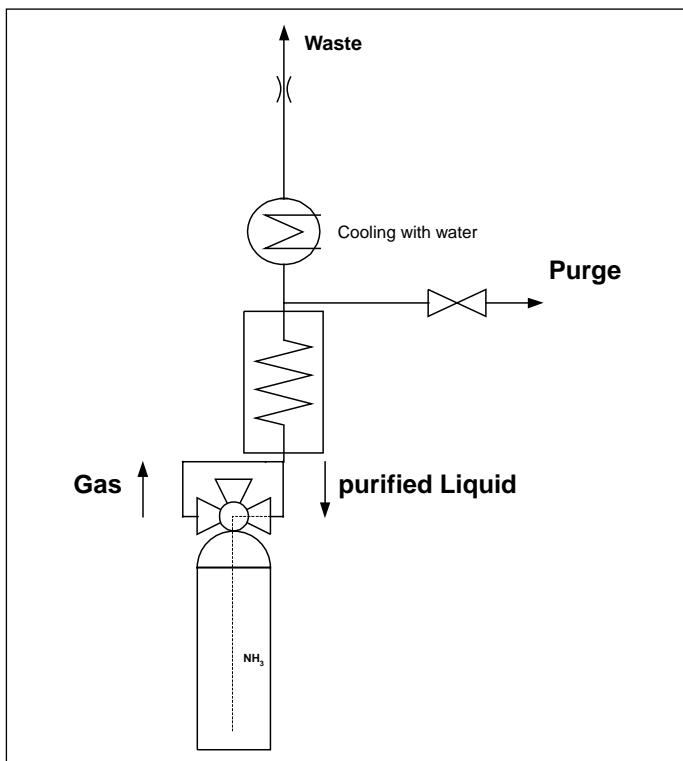 Waste
Cooling with water
Purge
Gas
purified Liquid
NH₃